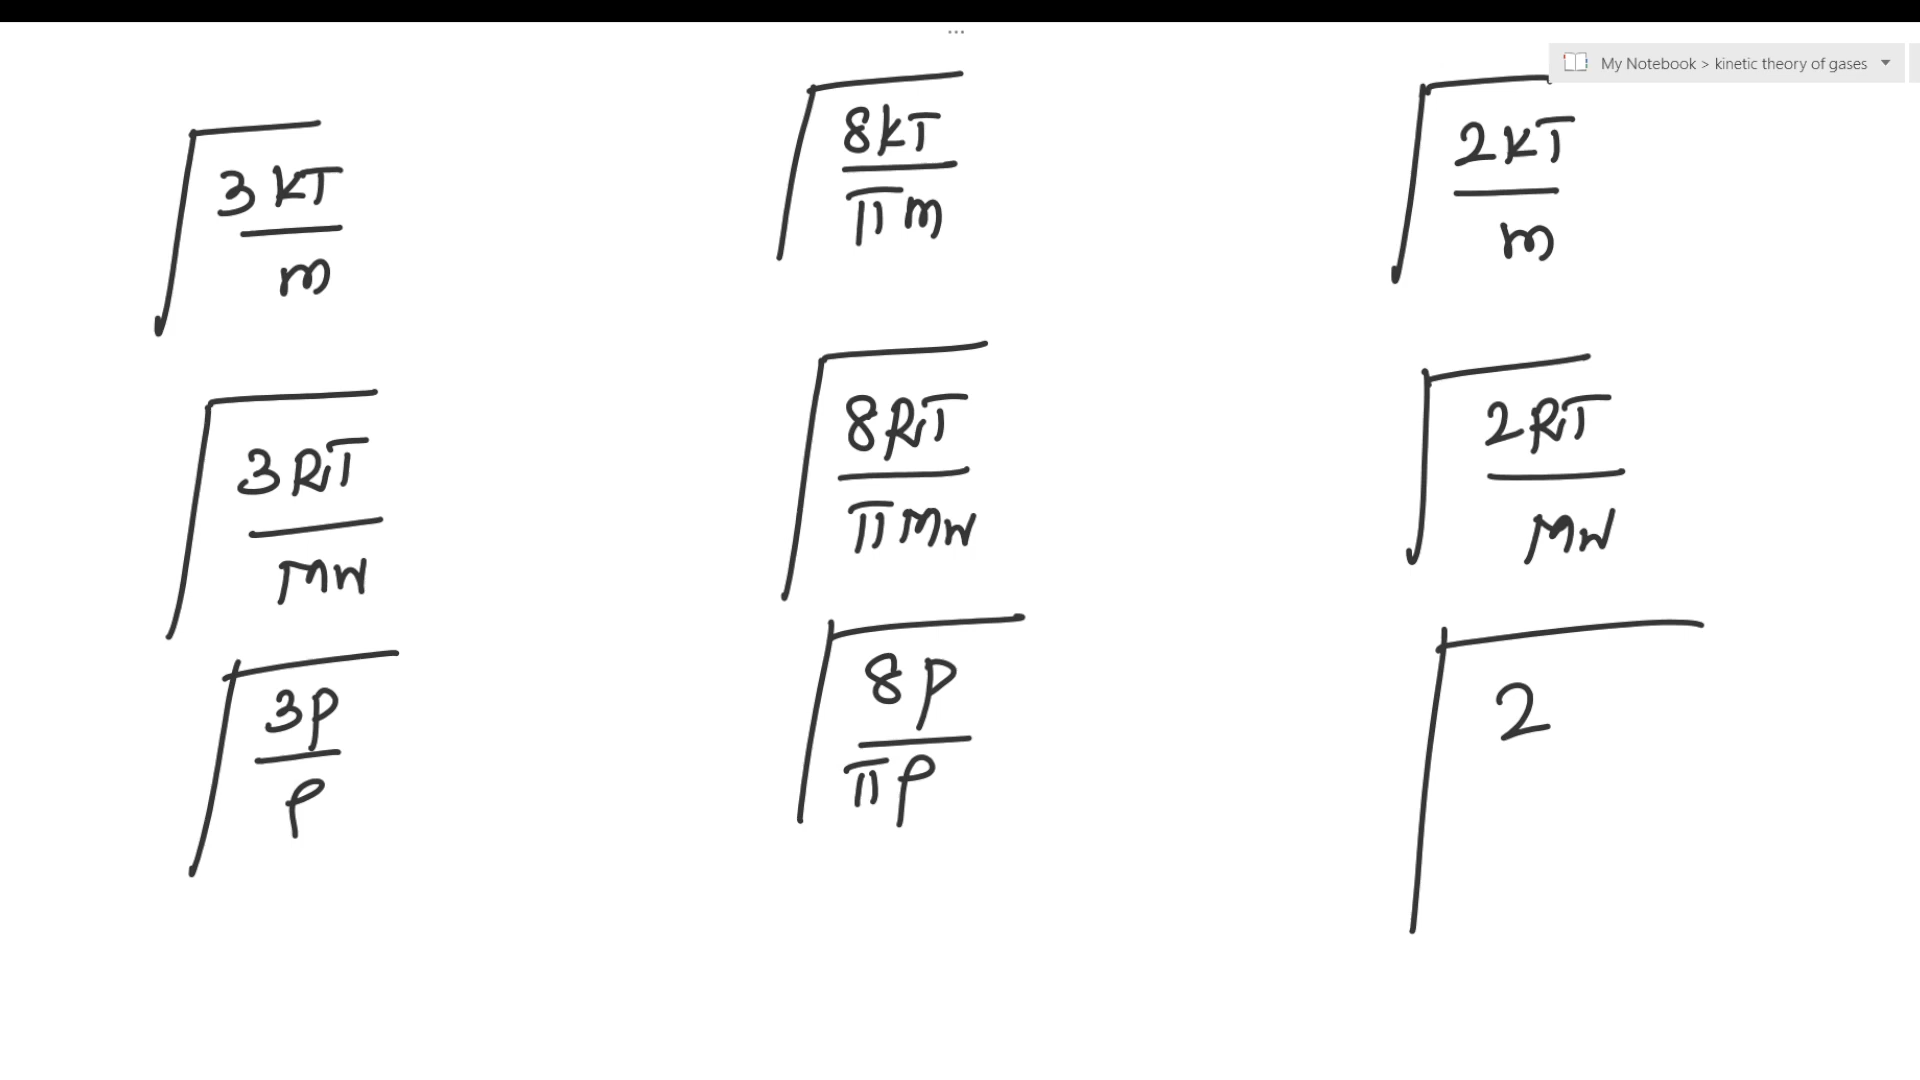 ...
My Notebook > kinetic theory of gases
√(3KT/m) √(8KT/πm) √(2KT/m)
√(3RT/Mw) √(8RT/πMw) √(2RT/Mw)
√(3P/ρ) √(8P/πρ) √(2